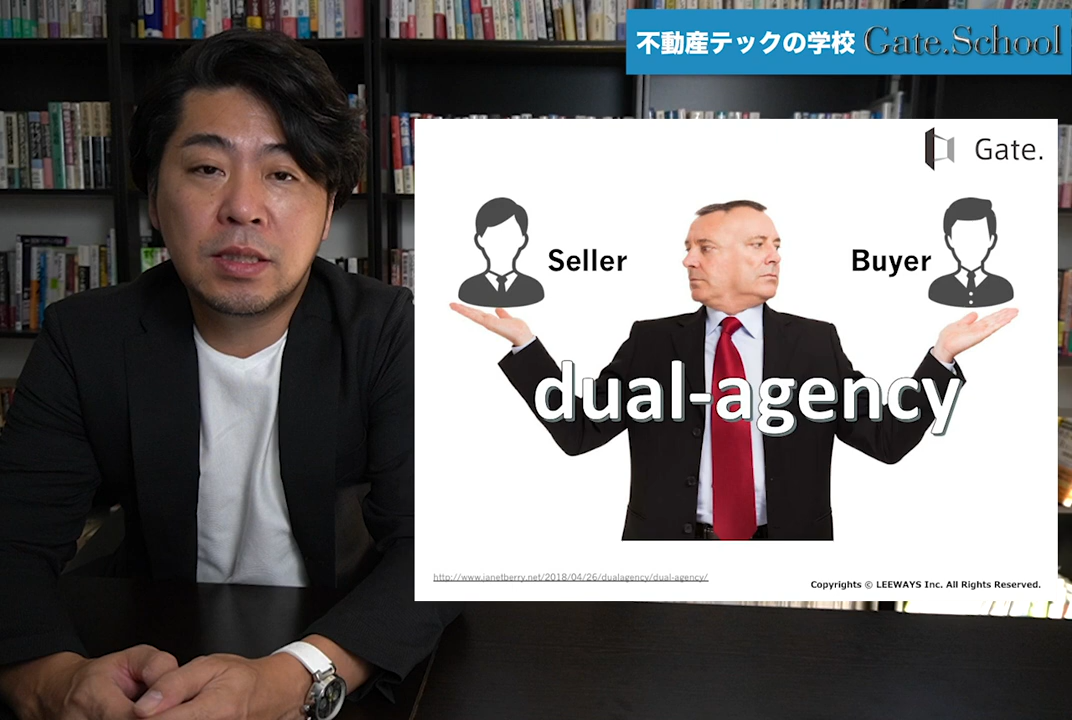 不動産テックの学校 Gate.School
Gate.
Seller
Buyer
dual-agency
http://www.janetberry.net/2018/04/26/dualagency/dual-agency/
Copyrights © LEEWAYS Inc. All Rights Reserved.